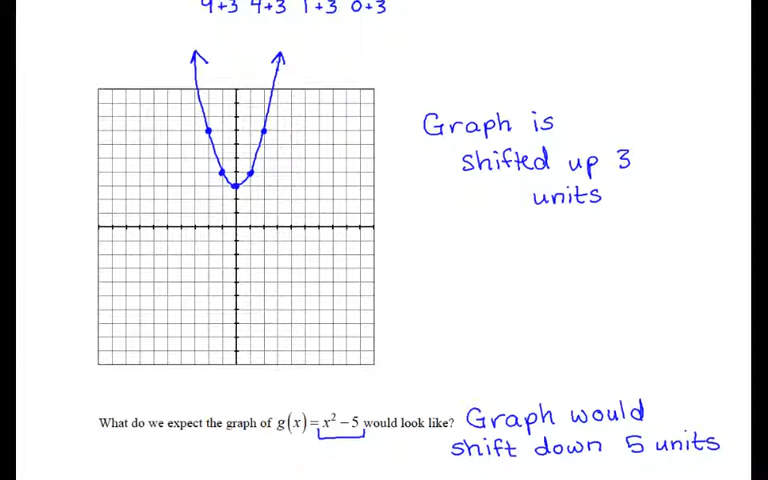 9+3 4+3 1+3 0+3
Graph is
shifted up 3
units
What do we expect the graph of g(x)=x²−5 would look like? Graph would
shift down 5 units